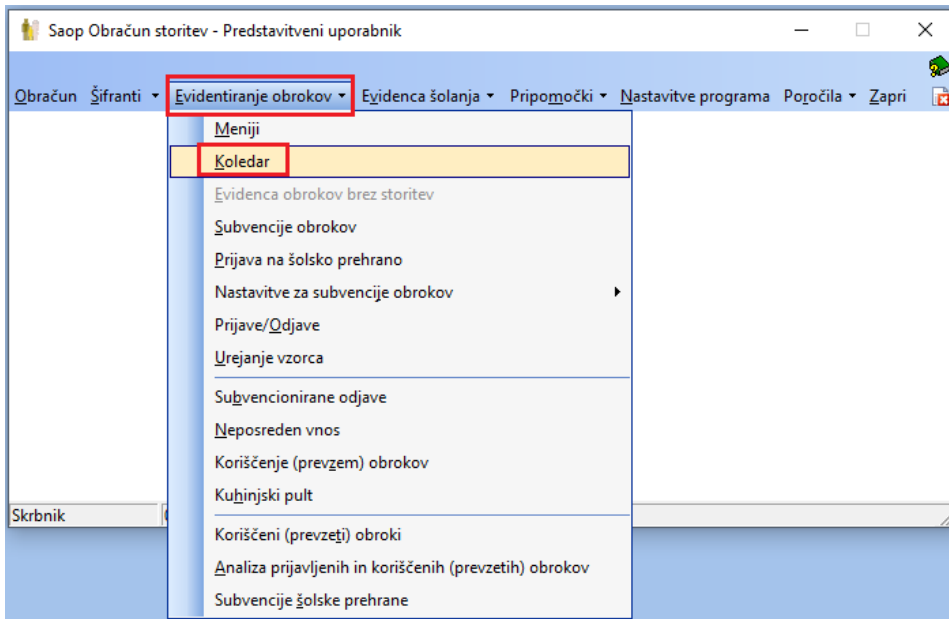 Saop Obračun storitev - Predstavitveni uporabnik
Obračun Šifranti Evidentiranje obrokov Evidenca šolanja Pripomočki Nastavitve programa Poročila Zapri
Meniji
Koledar
Evidenca obrokov brez storitev
Subvencije obrokov
Prijava na šolsko prehrano
Nastavitve za subvencije obrokov
Prijave/Odjave
Urejanje vzorca
Subvencionirane odjave
Neposreden vnos
Koriščenje (prevzem) obrokov
Kuhinjski pult
Skrbnik
Koriščeni (prevzeti) obroki
Analiza prijavljenih in koriščenih (prevzetih) obrokov
Subvencije šolske prehrane